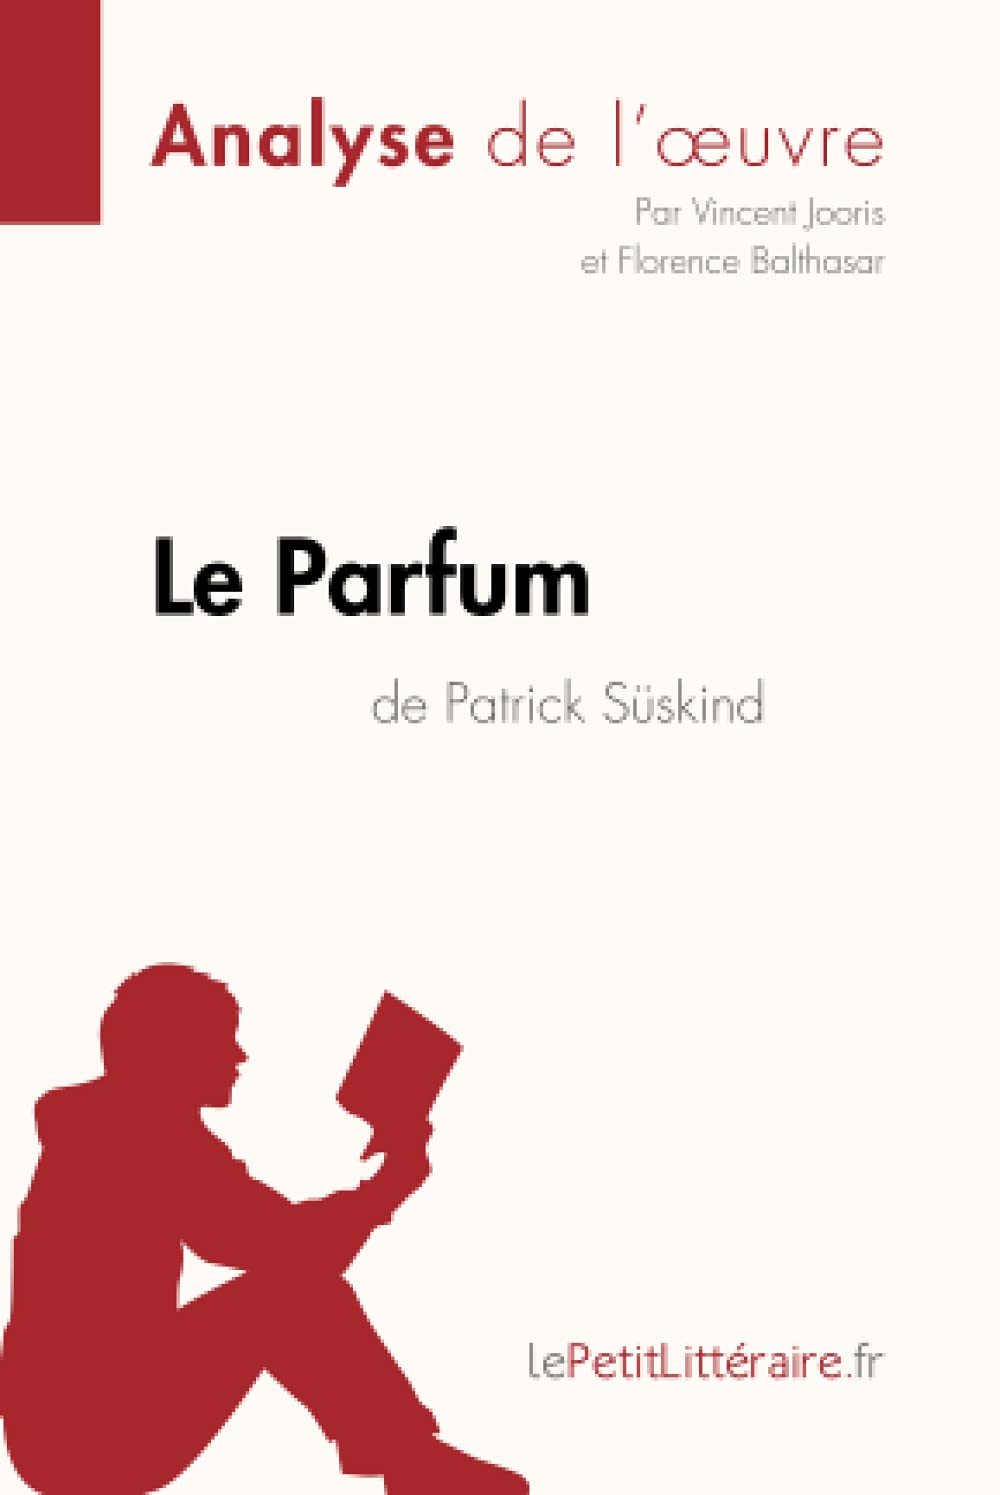 Analyse de l'œuvre
Par Vincent Jooris
et Florence Balthasar
Le Parfum
de Patrick Süskind
lePetitLittéraire.fr